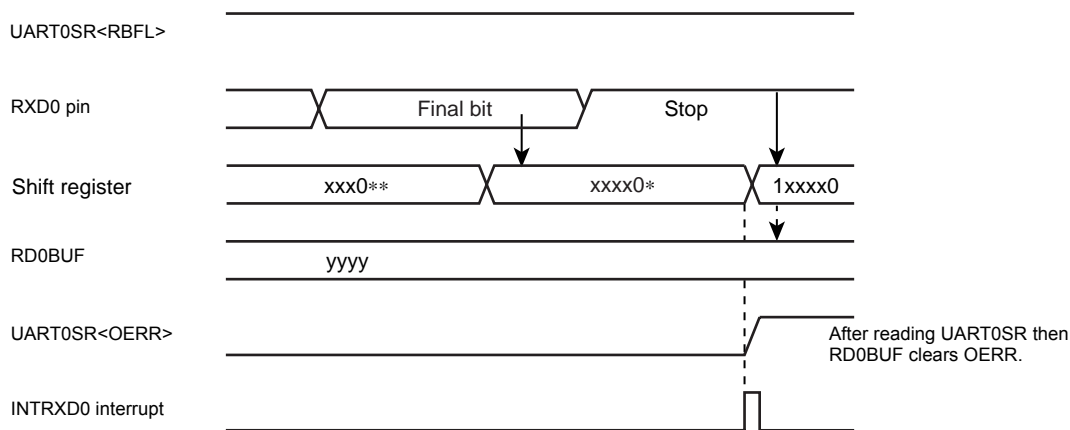 UART0SR<RBFL>
RXD0 pin
Final bit
Stop
Shift register
xxx0∗∗
xxxx0∗
1xxxx0
RD0BUF
yyyy
UART0SR<OERR>
After reading UART0SR then
RD0BUF clears OERR.
INTRXD0 interrupt